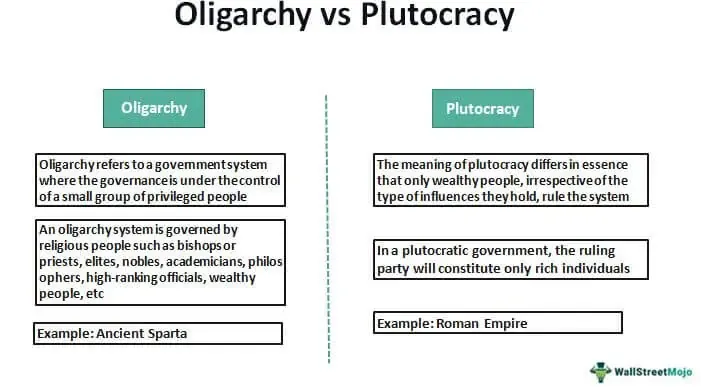 Oligarchy vs Plutocracy
Oligarchy
Oligarchy refers to a government system
where the governance is under the control
of a small group of privileged people
An oligarchy system is governed by
religious people such as bishops or
priests, elites, nobles, academicians, philos
ophers, high-ranking officials, wealthy
people, etc
Example: Ancient Sparta
Plutocracy
The meaning of plutocracy differs in essence
that only wealthy people, irrespective of the
type of influences they hold, rule the system
In a plutocratic government, the ruling
party will constitute only rich individuals
Example: Roman Empire
WallStreetMojo